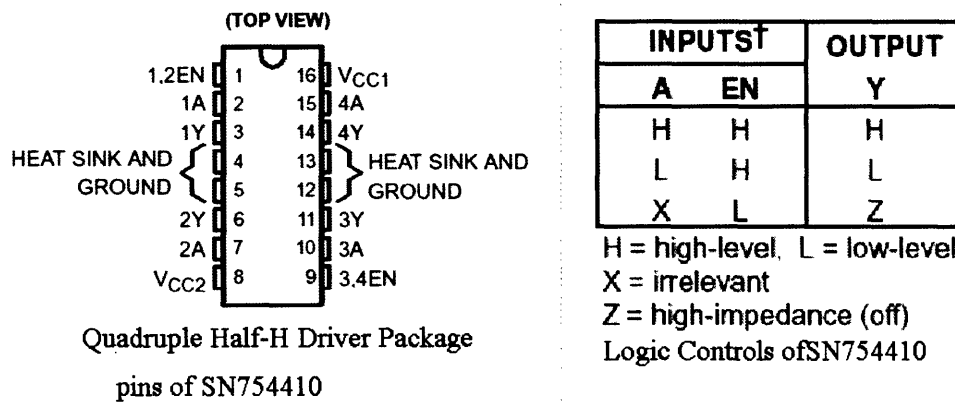 (TOP VIEW)
1,2EN 1 16 VCC1
1A 2 15 4A
1Y 3 14 4Y
HEAT SINK AND GROUND 4 13 HEAT SINK AND GROUND
5 12
2Y 6 11 3Y
2A 7 10 3A
VCC2 8 9 3,4EN
Quadruple Half-H Driver Package
pins of SN754410
INPUTS† OUTPUT
A EN Y
H H H
L H L
X L Z
H = high-level, L = low-level
X = irrelevant
Z = high-impedance (off)
Logic Controls ofSN754410